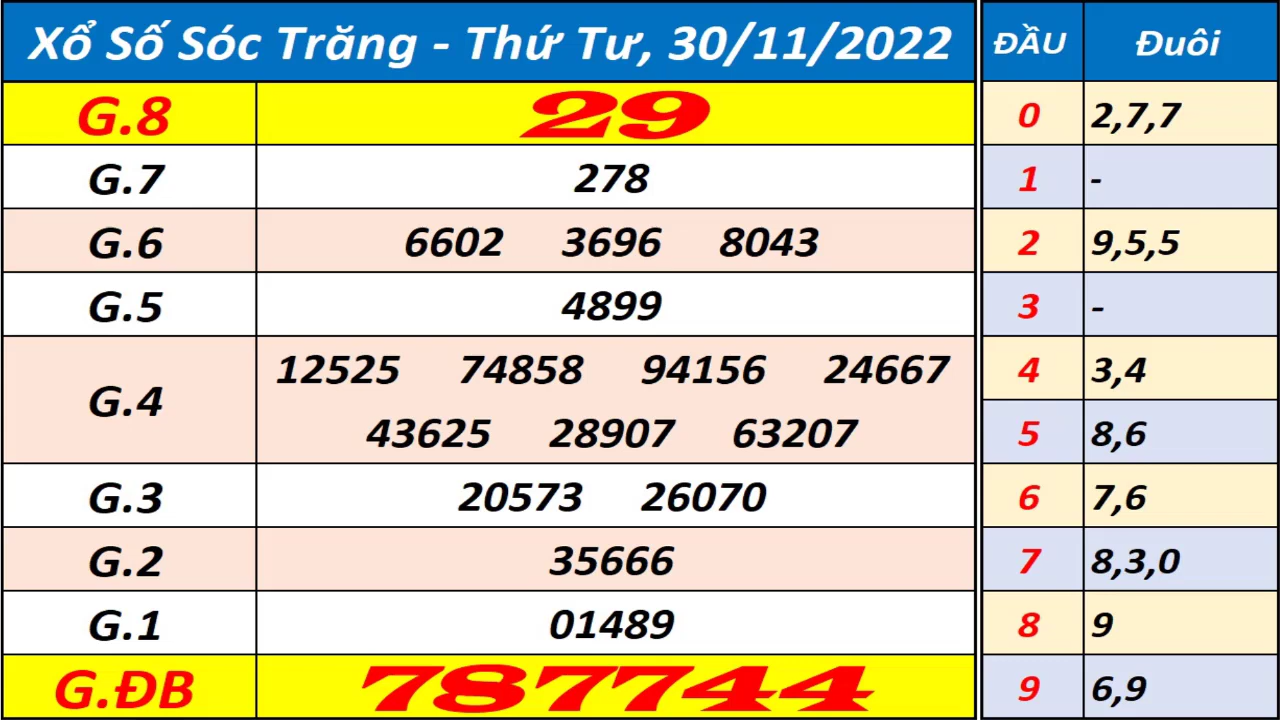 Xổ Số Sóc Trăng - Thứ Tư, 30/11/2022
G.8 29
G.7 278
G.6 6602 3696 8043
G.5 4899
G.4 12525 74858 94156 24667
43625 28907 63207
G.3 20573 26070
G.2 35666
G.1 01489
G.ĐB 787744
ĐẦU Đuôi
0 2,7,7
1 -
2 9,5,5
3 -
4 3,4
5 8,6
6 7,6
7 8,3,0
8 9
9 6,9